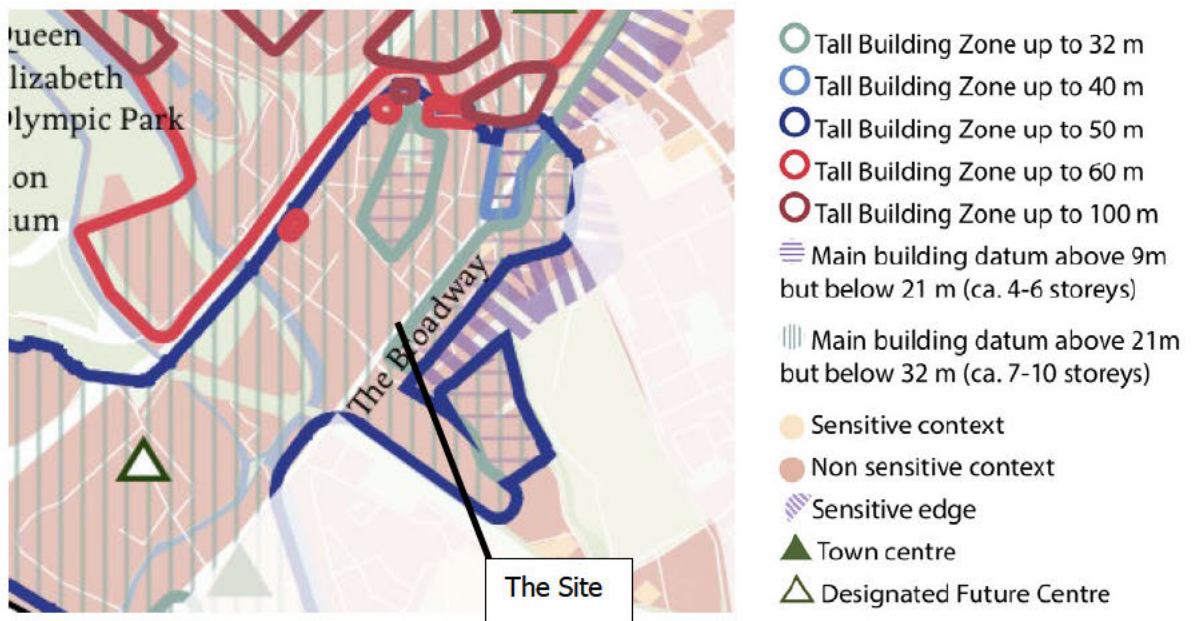 Queen
Elizabeth
Olympic Park
The Broadway
The Site
Tall Building Zone up to 32 m
Tall Building Zone up to 40 m
Tall Building Zone up to 50 m
Tall Building Zone up to 60 m
Tall Building Zone up to 100 m
Main building datum above 9m
but below 21 m (ca. 4-6 storeys)
Main building datum above 21m
but below 32 m (ca. 7-10 storeys)
Sensitive context
Non sensitive context
Sensitive edge
Town centre
Designated Future Centre